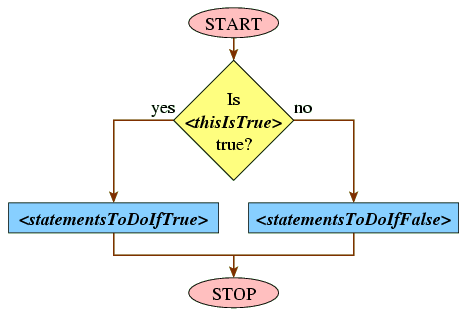 START
Is
<thisIsTrue>
true?
yes
no
<statementsToDoIfTrue>
<statementsToDoIfFalse>
STOP